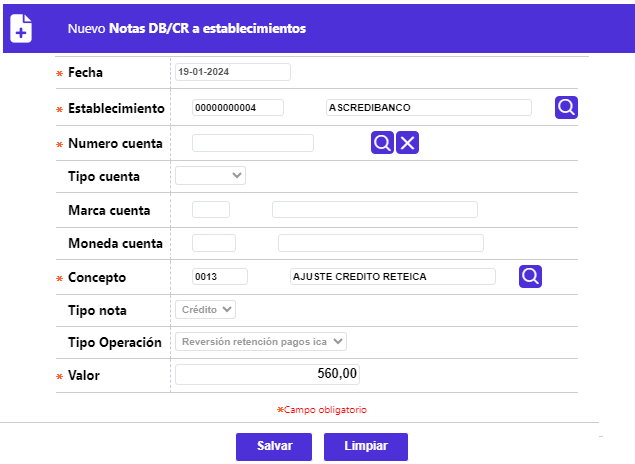 Nuevo Notas DB/CR a establecimientos
* Fecha 19-01-2024
* Establecimiento 00000000004 ASCREDIBANCO
* Numero cuenta
Tipo cuenta
Marca cuenta
Moneda cuenta
* Concepto 0013 AJUSTE CREDITO RETEICA
Tipo nota Crédito
Tipo Operación Reversión retención pagos ica
* Valor 560,00
*Campo obligatorio
Salvar Limpiar